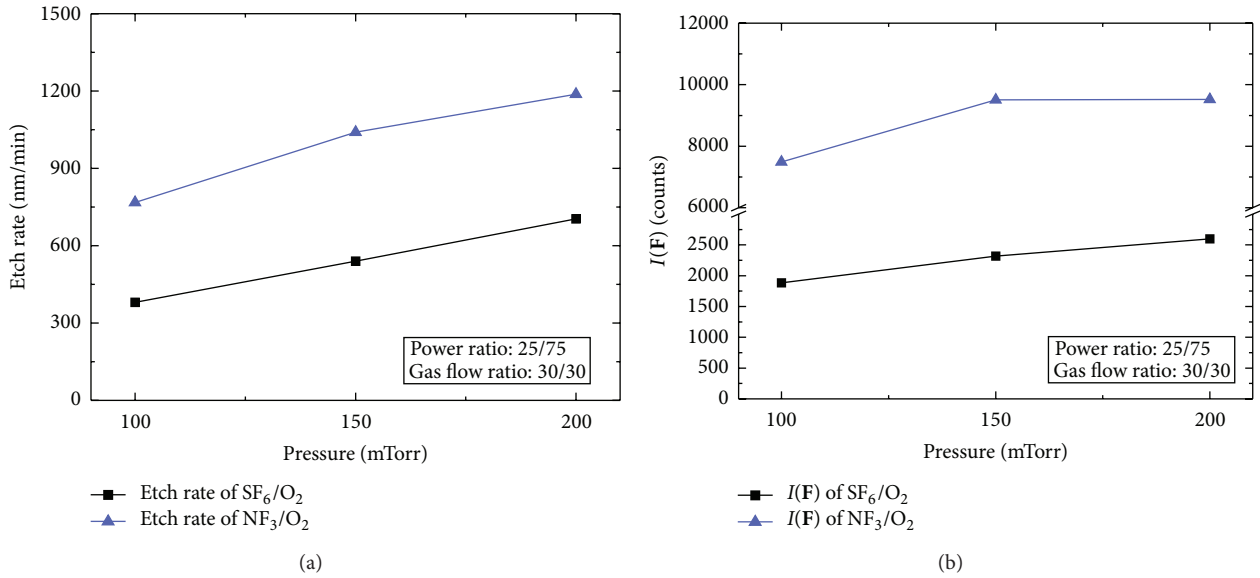 1500
1200
900
600
300
0
Etch rate (nm/min)
100
150
200
Pressure (mTorr)
Power ratio: 25/75
Gas flow ratio: 30/30
Etch rate of SF6/O2
Etch rate of NF3/O2
(a)
12000
10000
8000
6000
2500
2000
1500
1000
500
0
I(F) (counts)
100
150
200
Pressure (mTorr)
Power ratio: 25/75
Gas flow ratio: 30/30
I(F) of SF6/O2
I(F) of NF3/O2
(b)